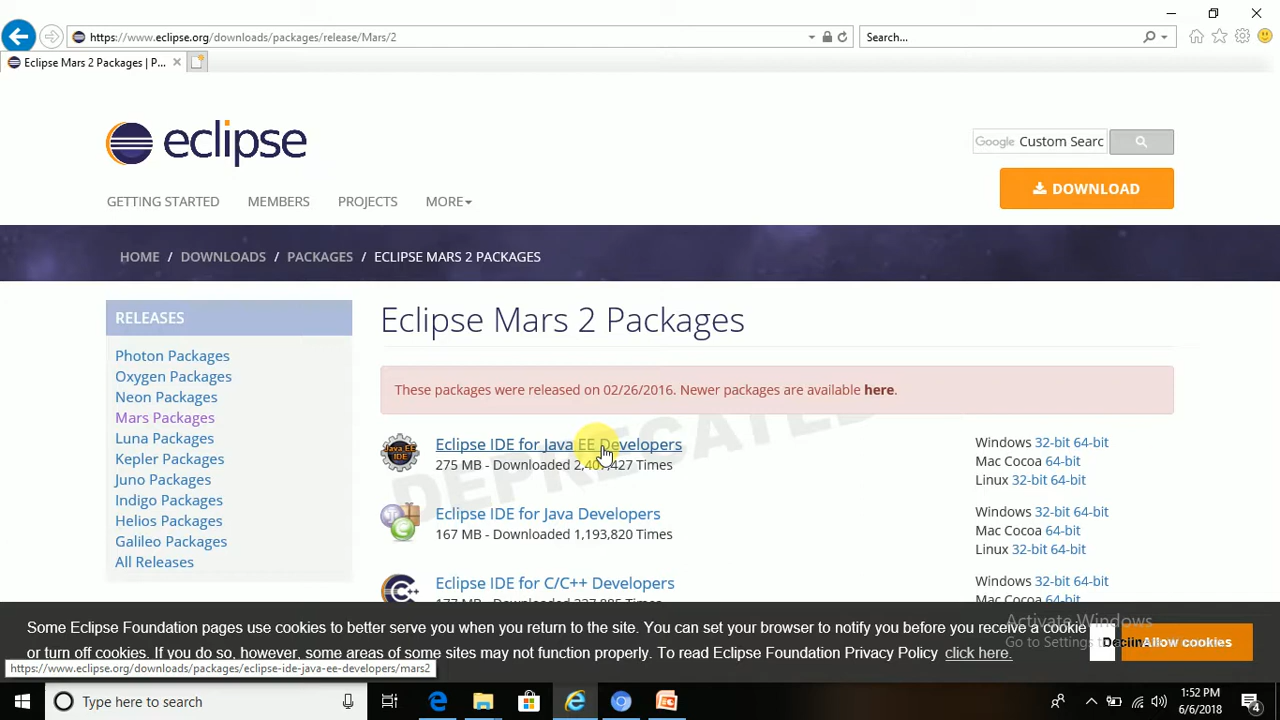 https://www.eclipse.org/downloads/packages/release/Mars/2
Search...
Eclipse Mars 2 Packages | P...
eclipse
Google Custom Searc
DOWNLOAD
GETTING STARTED MEMBERS PROJECTS MORE
HOME / DOWNLOADS / PACKAGES / ECLIPSE MARS 2 PACKAGES
RELEASES
Photon Packages
Oxygen Packages
Neon Packages
Mars Packages
Luna Packages
Kepler Packages
Juno Packages
Indigo Packages
Helios Packages
Galileo Packages
All Releases
Eclipse Mars 2 Packages
These packages were released on 02/26/2016. Newer packages are available here.
DEPRECATED
Java EE
IDE
Eclipse IDE for Java EE Developers
275 MB - Downloaded Times
Windows 32-bit 64-bit
Mac Cocoa 64-bit
Linux 32-bit 64-bit
Eclipse IDE for Java Developers
167 MB - Downloaded 1,193,820 Times
Windows 32-bit 64-bit
Mac Cocoa 64-bit
Linux 32-bit 64-bit
Eclipse IDE for C/C++ Developers
Windows 32-bit 64-bit
Mac Cocoa 64-bit
Some Eclipse Foundation pages use cookies to better serve you when you return to the site. You can set your browser to notify you before you receive a cookie
or turn off cookies. If you do so, however, some areas of some sites may not function properly. To read Eclipse Foundation Privacy Policy click here.
Activate Windows
Go to Settings
Allow cookies
https://www.eclipse.org/downloads/packages/eclipse-ide-java-ee-developers/mars2
Type here to search
1:52 PM
6/6/2018
4